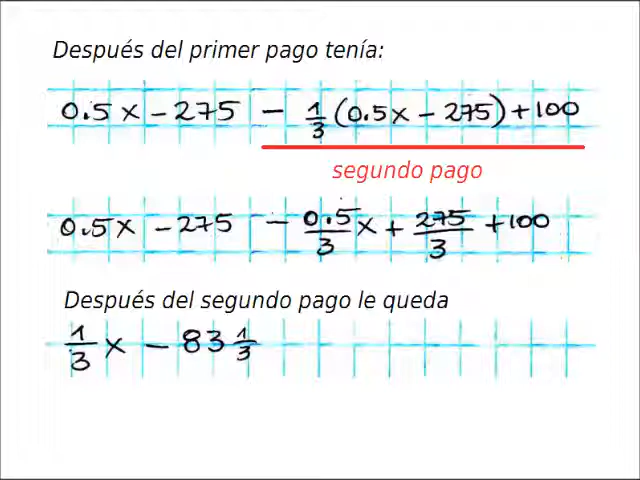 Después del primer pago tenía:
0.5x - 275 - 1/3 (0.5x - 275) + 100
segundo pago
0.5x - 275 - 0.5/3 x + 275/3 + 100
Después del segundo pago le queda
1/3 x - 83 1/3